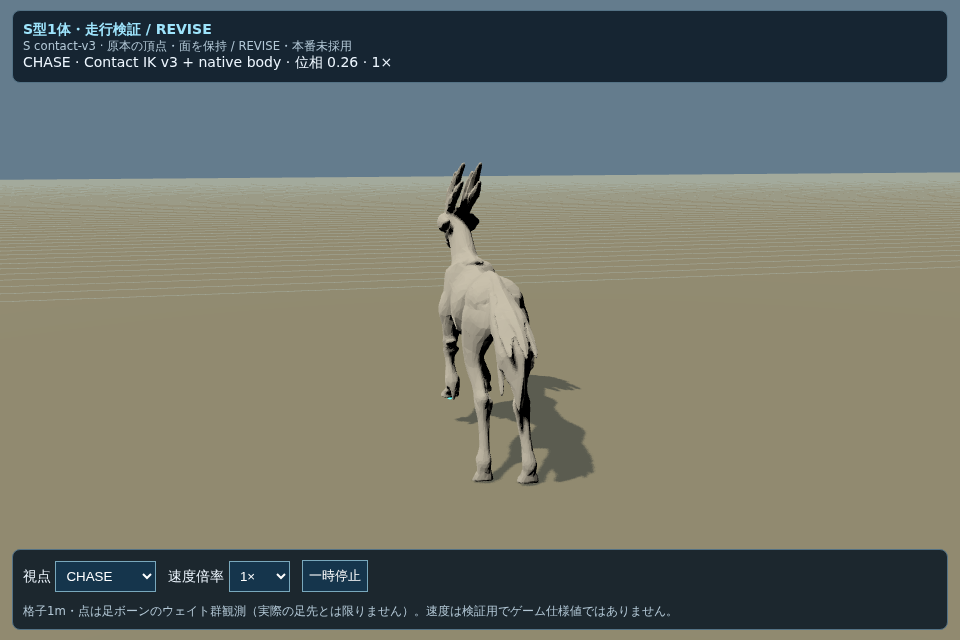 S型1体・走行検証 / REVISE
S contact-v3 · 原本の頂点・面を保持 / REVISE・本番未採用
CHASE · Contact IK v3 + native body · 位相 0.26 · 1×
視点 CHASE 速度倍率 1× 一時停止
格子1m・点は足ボーンのウェイト群観測（実際の足先とは限りません）。速度は検証用でゲーム仕様値ではありません。